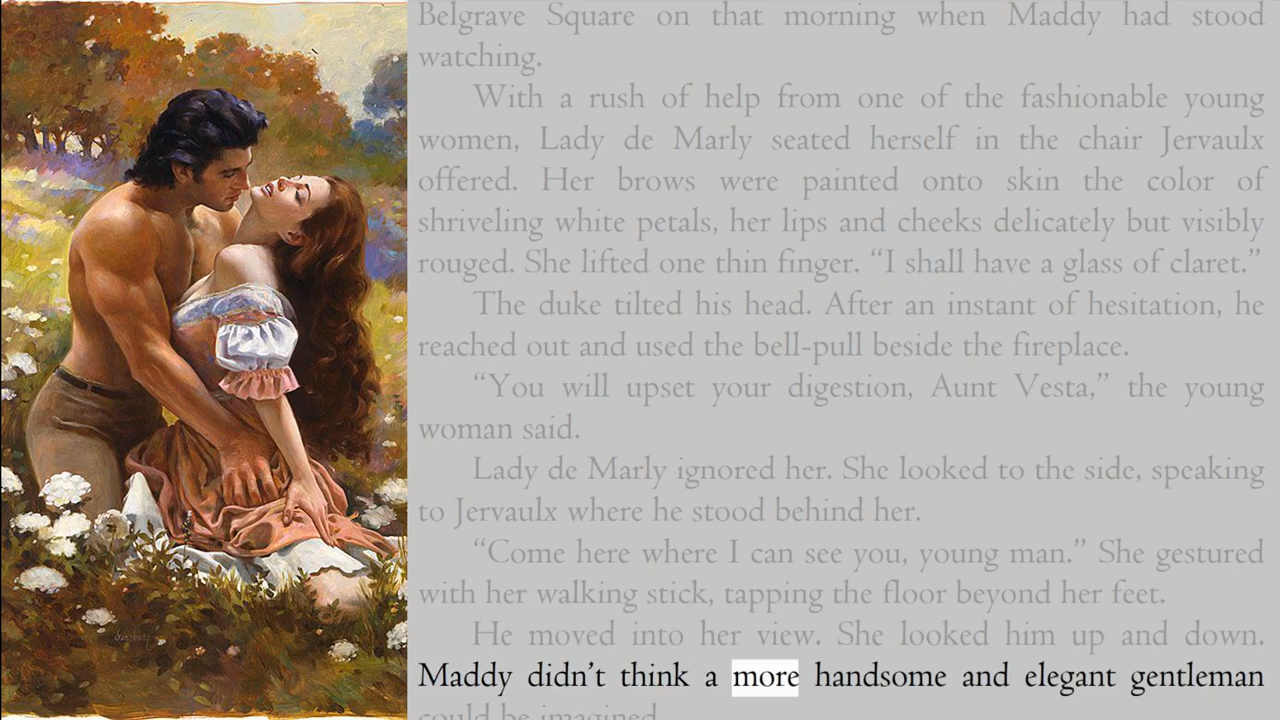 Belgrave Square on that morning when Maddy had stood
watching.
With a rush of help from one of the fashionable young
women, Lady de Marly seated herself in the chair Jervaulx
offered. Her brows were painted onto skin the color of
shriveling white petals, her lips and cheeks delicately but visibly
rouged. She lifted one thin finger. “I shall have a glass of claret.”
The duke tilted his head. After an instant of hesitation, he
reached out and used the bell-pull beside the fireplace.
“You will upset your digestion, Aunt Vesta,” the young
woman said.
Lady de Marly ignored her. She looked to the side, speaking
to Jervaulx where he stood behind her.
“Come here where I can see you, young man.” She gestured
with her walking stick, tapping the floor beyond her feet.
He moved into her view. She looked him up and down.
Maddy didn’t think a more handsome and elegant gentleman
could be imagined